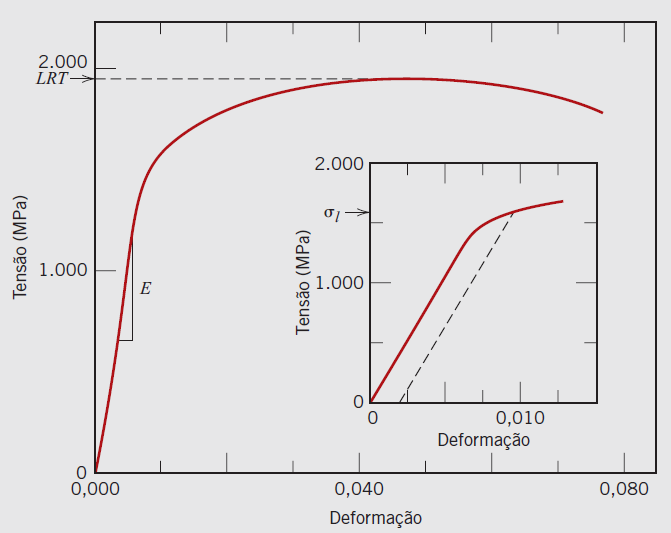 2.000
LRT
Tensão (MPa)
1.000
E
0
0,000
0,040
0,080
Deformação
2.000
σl
Tensão (MPa)
1.000
0
0
0,010
Deformação